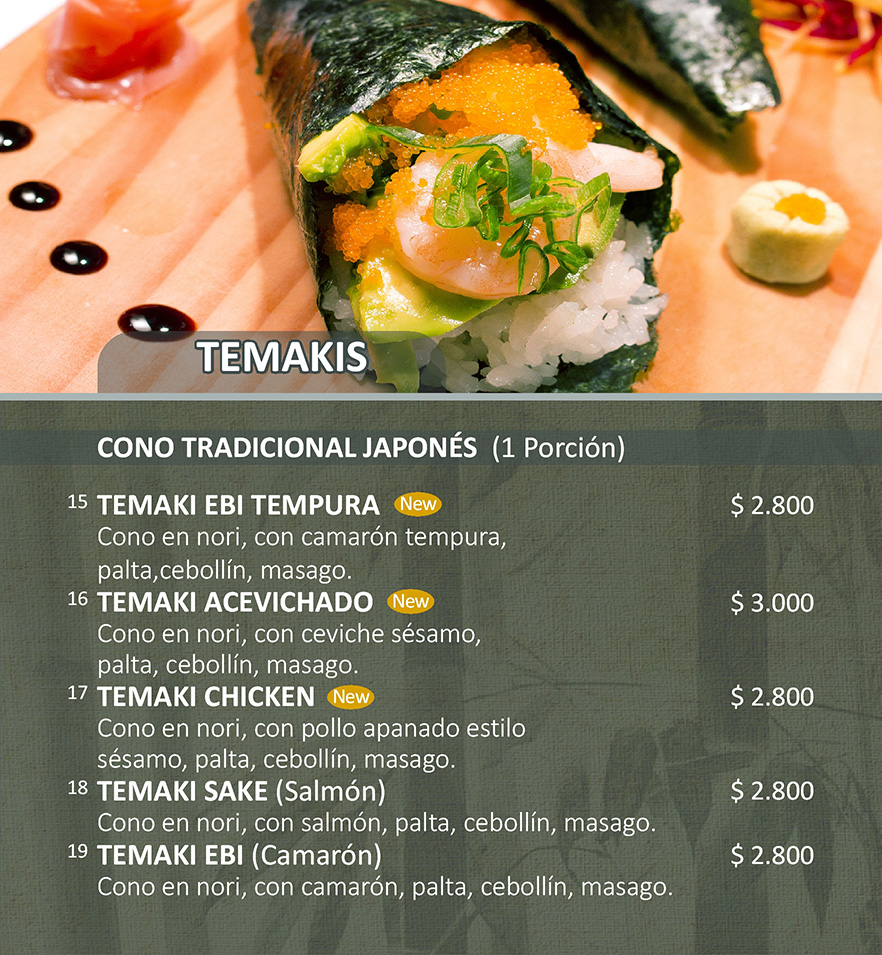 TEMAKIS
CONO TRADICIONAL JAPONÉS (1 Porción)
15 TEMAKI EBI TEMPURA New $ 2.800
Cono en nori, con camarón tempura,
palta,cebollín, masago.
16 TEMAKI ACEVICHADO New $ 3.000
Cono en nori, con ceviche sésamo,
palta, cebollín, masago.
17 TEMAKI CHICKEN New $ 2.800
Cono en nori, con pollo apanado estilo
sésamo, palta, cebollín, masago.
18 TEMAKI SAKE (Salmón) $ 2.800
Cono en nori, con salmón, palta, cebollín, masago.
19 TEMAKI EBI (Camarón) $ 2.800
Cono en nori, con camarón, palta, cebollín, masago.